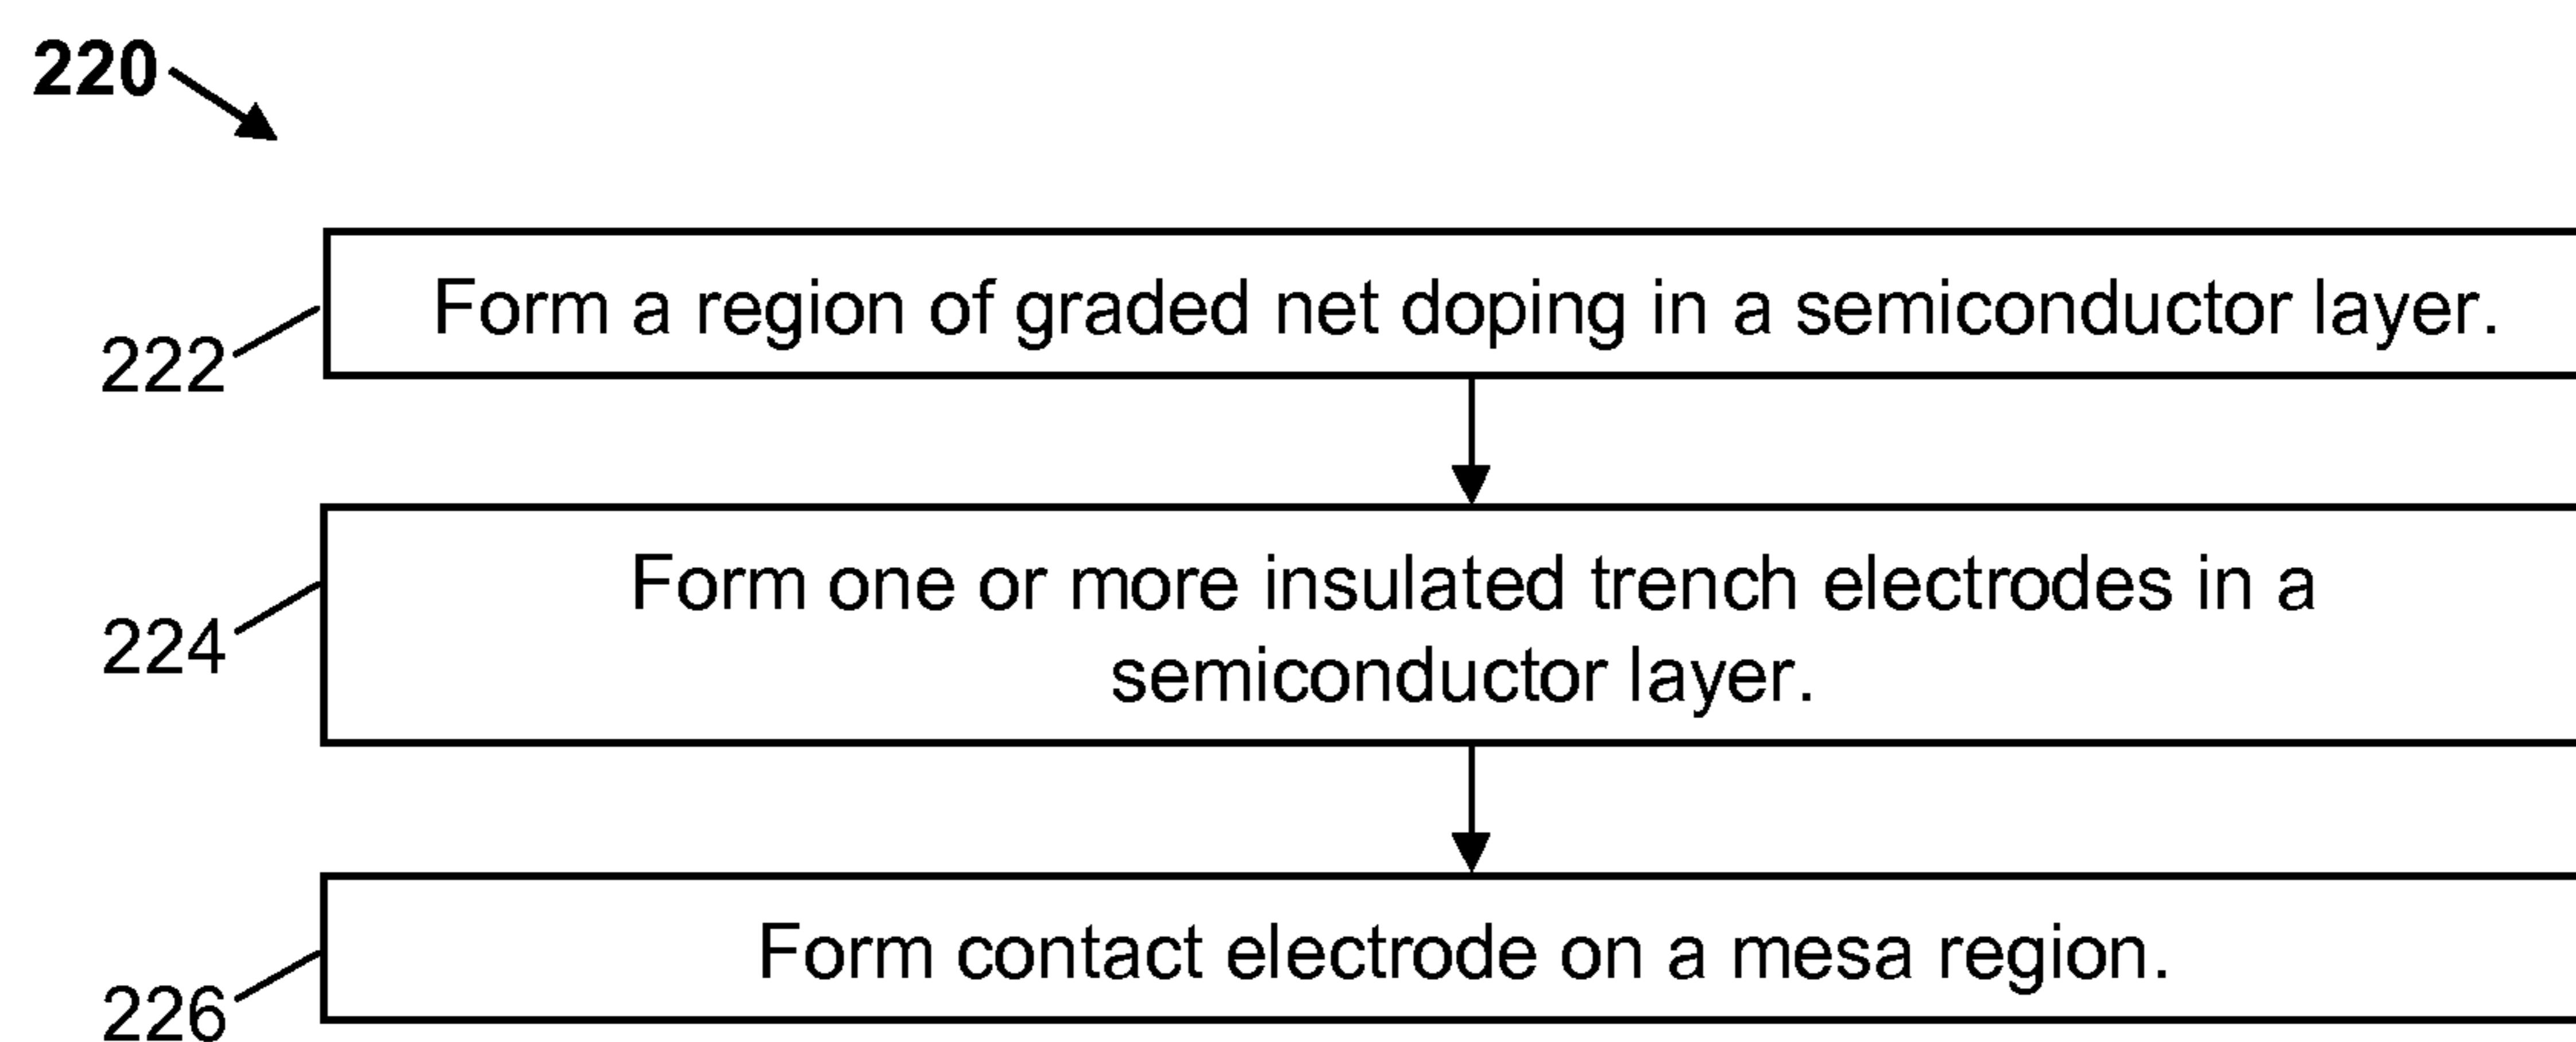 220
Form a region of graded net doping in a semiconductor layer.
222
Form one or more insulated trench electrodes in a
semiconductor layer.
224
Form contact electrode on a mesa region.
226